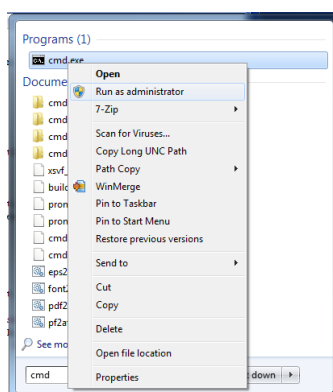 Programs (1)
cmd.exe
Open
Docume
Run as administrator
cmd
7-Zip
cmd
cmd
Scan for Viruses...
cmd
Copy Long UNC Path
xsvf_
Path Copy
build
WinMerge
pron
Pin to Taskbar
pron
Pin to Start Menu
cmd
Restore previous versions
cmd
eps2
Send to
font2
pdf2
Cut
pf2a
Copy
Delete
See mo
Open file location
cmd
Properties
t down